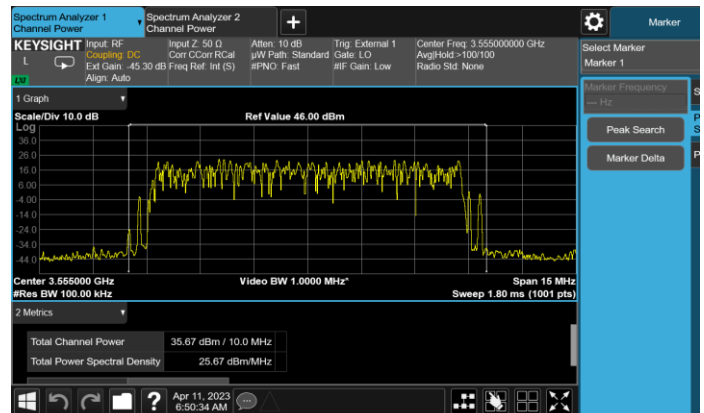 Spectrum Analyzer 1
Channel Power
Spectrum Analyzer 2
Channel Power
+
Marker
KEYSIGHT
L
LXI
Input: RF
Coupling: DC
Ext Gain: -45.30 dB
Align: Auto
Input Z: 50 Ω
Corr CCorr RCal
Freq Ref: Int (S)
Atten: 10 dB
µW Path: Standard
#PNO: Fast
Trig: External 1
Gate: LO
#IF Gain: Low
Center Freq: 3.555000000 GHz
Avg|Hold:>100/100
Radio Std: None
Select Marker
Marker 1
Marker Frequency
--- Hz
Peak Search
Marker Delta
S
P
S
P
1 Graph
Scale/Div 10.0 dB
Ref Value 46.00 dBm
Log
36.0
26.0
16.0
6.00
-4.00
-14.0
-24.0
-34.0
-44.0
Center 3.555000 GHz
Video BW 1.0000 MHz*
Span 15 MHz
#Res BW 100.00 kHz
Sweep 1.80 ms (1001 pts)
2 Metrics
Total Channel Power 35.67 dBm / 10.0 MHz
Total Power Spectral Density 25.67 dBm/MHz
?
Apr 11, 2023
6:50:34 AM